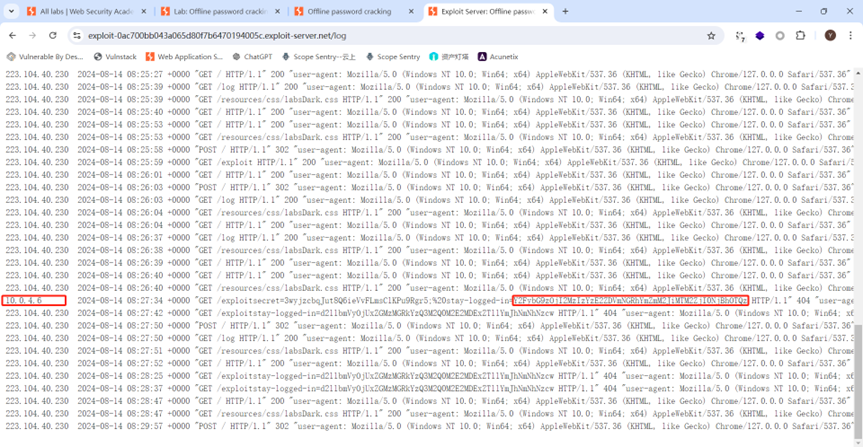 All labs | Web Security Acade
Lab: Offline password crackin
Offline password cracking
Exploit Server: Offline passw
exploit-0ac700bb043a065d80f7b6470194005c.exploit-server.net/log
Vulnerable By Des...
Vulnstack
Web Application S...
ChatGPT
Scope Sentry--云上
Scope Sentry
资产灯塔
Acunetix
223.104.40.230 2024-08-14 08:25:27 +0000 "GET / HTTP/1.1" 200 "user-agent: Mozilla/5.0 (Windows NT 10.0; Win64; x64) AppleWebKit/537.36 (KHTML, like Gecko) Chrome/127.0.0.0 Safari/537.36"
223.104.40.230 2024-08-14 08:25:39 +0000 "GET /log HTTP/1.1" 200 "user-agent: Mozilla/5.0 (Windows NT 10.0; Win64; x64) AppleWebKit/537.36 (KHTML, like Gecko) Chrome/127.0.0.0 Safari/537.3
223.104.40.230 2024-08-14 08:25:39 +0000 "GET /resources/css/labsDark.css HTTP/1.1" 200 "user-agent: Mozilla/5.0 (Windows NT 10.0; Win64; x64) AppleWebKit/537.36 (KHTML, like Gecko) Chrom
223.104.40.230 2024-08-14 08:25:40 +0000 "GET / HTTP/1.1" 200 "user-agent: Mozilla/5.0 (Windows NT 10.0; Win64; x64) AppleWebKit/537.36 (KHTML, like Gecko) Chrome/127.0.0.0 Safari/537.36"
223.104.40.230 2024-08-14 08:25:53 +0000 "GET / HTTP/1.1" 200 "user-agent: Mozilla/5.0 (Windows NT 10.0; Win64; x64) AppleWebKit/537.36 (KHTML, like Gecko) Chrome/127.0.0.0 Safari/537.36"
223.104.40.230 2024-08-14 08:25:53 +0000 "GET /resources/css/labsDark.css HTTP/1.1" 200 "user-agent: Mozilla/5.0 (Windows NT 10.0; Win64; x64) AppleWebKit/537.36 (KHTML, like Gecko) Chrom
223.104.40.230 2024-08-14 08:25:58 +0000 "POST / HTTP/1.1" 302 "user-agent: Mozilla/5.0 (Windows NT 10.0; Win64; x64) AppleWebKit/537.36 (KHTML, like Gecko) Chrome/127.0.0.0 Safari/537.36
223.104.40.230 2024-08-14 08:25:59 +0000 "GET /exploit HTTP/1.1" 200 "user-agent: Mozilla/5.0 (Windows NT 10.0; Win64; x64) AppleWebKit/537.36 (KHTML, like Gecko) Chrome/127.0.0.0 Safari/5
223.104.40.230 2024-08-14 08:26:01 +0000 "GET / HTTP/1.1" 200 "user-agent: Mozilla/5.0 (Windows NT 10.0; Win64; x64) AppleWebKit/537.36 (KHTML, like Gecko) Chrome/127.0.0.0 Safari/537.36"
223.104.40.230 2024-08-14 08:26:03 +0000 "POST / HTTP/1.1" 302 "user-agent: Mozilla/5.0 (Windows NT 10.0; Win64; x64) AppleWebKit/537.36 (KHTML, like Gecko) Chrome/127.0.0.0 Safari/537.36
223.104.40.230 2024-08-14 08:26:03 +0000 "GET /log HTTP/1.1" 200 "user-agent: Mozilla/5.0 (Windows NT 10.0; Win64; x64) AppleWebKit/537.36 (KHTML, like Gecko) Chrome/127.0.0.0 Safari/537.3
223.104.40.230 2024-08-14 08:26:04 +0000 "GET /resources/css/labsDark.css HTTP/1.1" 200 "user-agent: Mozilla/5.0 (Windows NT 10.0; Win64; x64) AppleWebKit/537.36 (KHTML, like Gecko) Chrom
223.104.40.230 2024-08-14 08:26:04 +0000 "GET / HTTP/1.1" 200 "user-agent: Mozilla/5.0 (Windows NT 10.0; Win64; x64) AppleWebKit/537.36 (KHTML, like Gecko) Chrome/127.0.0.0 Safari/537.36"
223.104.40.230 2024-08-14 08:26:37 +0000 "GET /log HTTP/1.1" 200 "user-agent: Mozilla/5.0 (Windows NT 10.0; Win64; x64) AppleWebKit/537.36 (KHTML, like Gecko) Chrome/127.0.0.0 Safari/537.3
223.104.40.230 2024-08-14 08:26:38 +0000 "GET /resources/css/labsDark.css HTTP/1.1" 200 "user-agent: Mozilla/5.0 (Windows NT 10.0; Win64; x64) AppleWebKit/537.36 (KHTML, like Gecko) Chrom
223.104.40.230 2024-08-14 08:26:39 +0000 "GET / HTTP/1.1" 200 "user-agent: Mozilla/5.0 (Windows NT 10.0; Win64; x64) AppleWebKit/537.36 (KHTML, like Gecko) Chrome/127.0.0.0 Safari/537.36"
223.104.40.230 2024-08-14 08:26:40 +0000 "GET /resources/css/labsDark.css HTTP/1.1" 200 "user-agent: Mozilla/5.0 (Windows NT 10.0; Win64; x64) AppleWebKit/537.36 (KHTML, like Gecko) Chrom
10.0.4.6 2024-08-14 08:27:34 +0000 "GET HTTP/1.1" 404 "user-age
223.104.40.230 2024-08-14 08:27:42 +0000 "GET HTTP/1.1" 404 "user-agent: Mozilla/5.0 (Windows NT 10.0; Win64; x6
223.104.40.230 2024-08-14 08:27:50 +0000 "POST / HTTP/1.1" 302 "user-agent: Mozilla/5.0 (Windows NT 10.0; Win64; x64) AppleWebKit/537.36 (KHTML, like Gecko) Chrome/127.0.0.0 Safari/537.36
223.104.40.230 2024-08-14 08:27:50 +0000 "GET /log HTTP/1.1" 200 "user-agent: Mozilla/5.0 (Windows NT 10.0; Win64; x64) AppleWebKit/537.36 (KHTML, like Gecko) Chrome/127.0.0.0 Safari/537.3
223.104.40.230 2024-08-14 08:27:51 +0000 "GET /resources/css/labsDark.css HTTP/1.1" 200 "user-agent: Mozilla/5.0 (Windows NT 10.0; Win64; x64) AppleWebKit/537.36 (KHTML, like Gecko) Chrom
223.104.40.230 2024-08-14 08:27:52 +0000 "GET / HTTP/1.1" 200 "user-agent: Mozilla/5.0 (Windows NT 10.0; Win64; x64) AppleWebKit/537.36 (KHTML, like Gecko) Chrome/127.0.0.0 Safari/537.36"
223.104.40.230 2024-08-14 08:28:25 +0000 "GET HTTP/1.1" 404 "user-agent: Mozilla/5.0 (Windows NT 10.0; Win64; x6
223.104.40.230 2024-08-14 08:28:37 +0000 "GET HTTP/1.1" 404 "user-agent: Mozilla/5.0 (Windows NT 10.0; Win64; x6
223.104.40.230 2024-08-14 08:28:47 +0000 "GET / HTTP/1.1" 200 "user-agent: Mozilla/5.0 (Windows NT 10.0; Win64; x64) AppleWebKit/537.36 (KHTML, like Gecko) Chrome/127.0.0.0 Safari/537.36"
223.104.40.230 2024-08-14 08:28:47 +0000 "GET /resources/css/labsDark.css HTTP/1.1" 200 "user-agent: Mozilla/5.0 (Windows NT 10.0; Win64; x64) AppleWebKit/537.36 (KHTML, like Gecko) Chrom
223.104.40.230 2024-08-14 08:29:57 +0000 "POST / HTTP/1.1" 302 "user-agent: Mozilla/5.0 (Windows NT 10.0; Win64; x64) AppleWebKit/537.36 (KHTML, like Gecko) Chrome/127.0.0.0 Safari/537.36